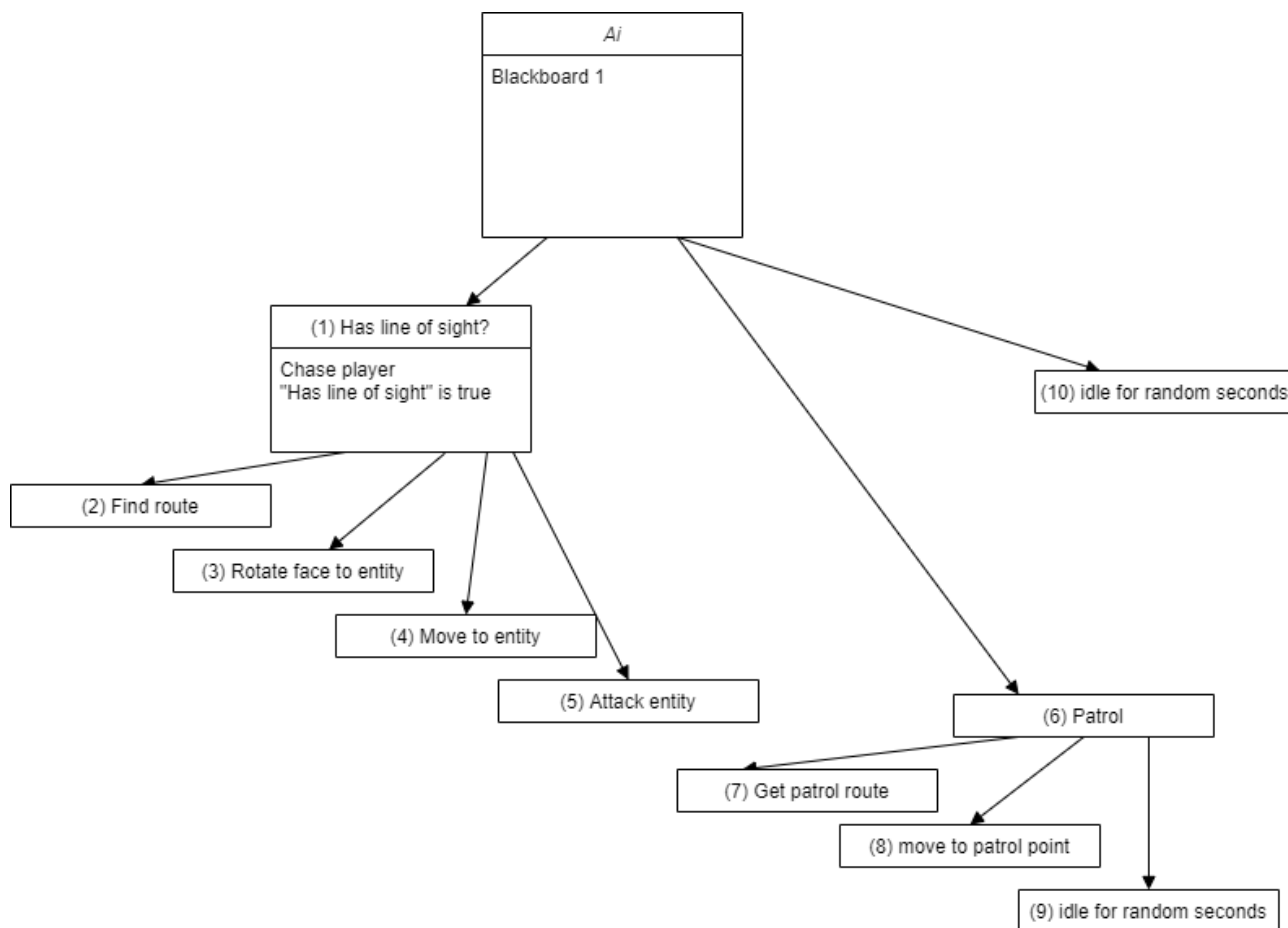 Ai
Blackboard 1
(1) Has line of sight?
Chase player
"Has line of sight" is true
(2) Find route
(3) Rotate face to entity
(4) Move to entity
(5) Attack entity
(6) Patrol
(7) Get patrol route
(8) move to patrol point
(9) idle for random seconds
(10) idle for random seconds